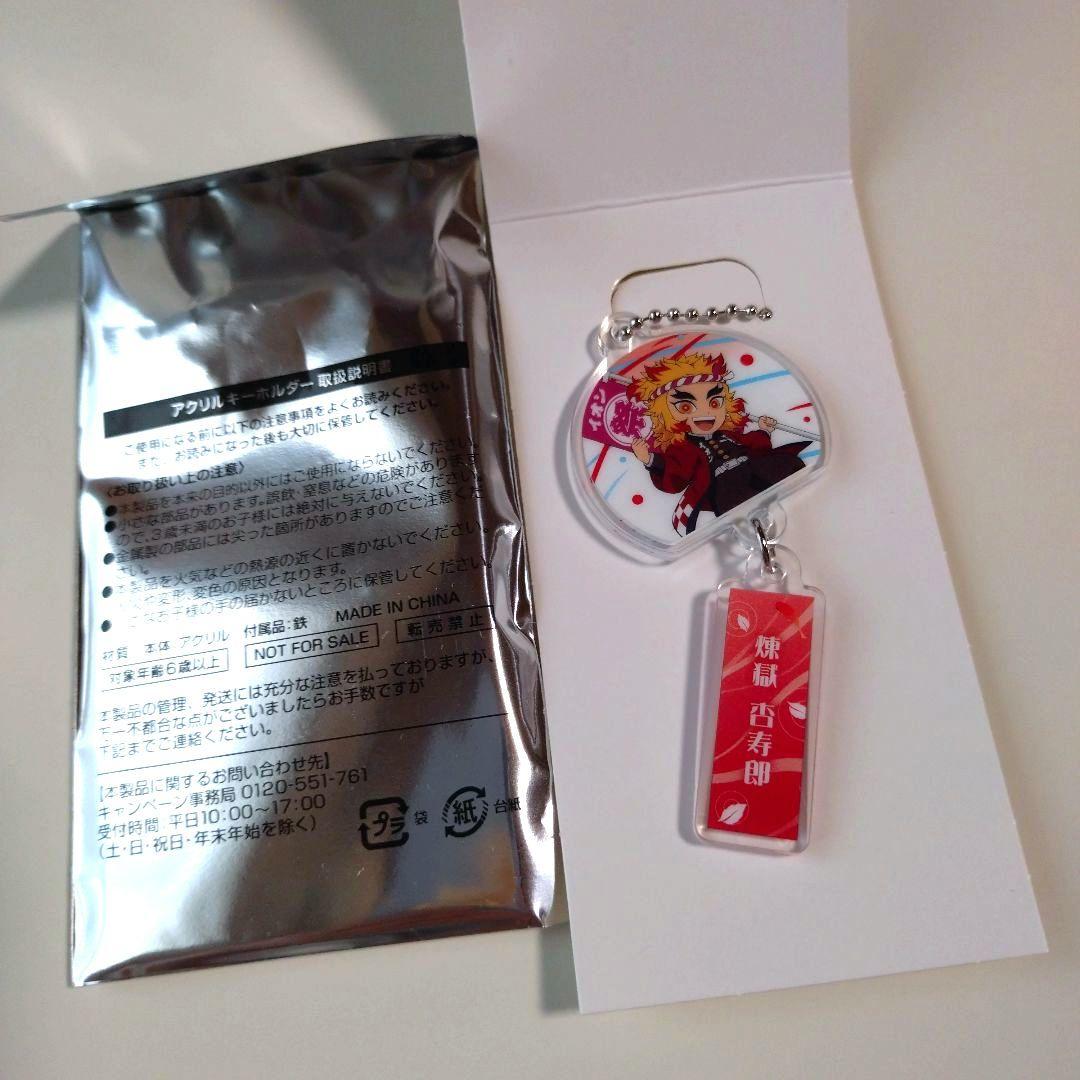 アクリルキーホルダー 取扱説明書
ご使用になる前に以下の注意事項をよくお読みください。
また、お読みになった後も大切に保管してください。
〈お取り扱い上の注意〉
●本製品を本来の目的以外にはご使用にならないでください。
●小さな部品があります。誤飲・窒息などの危険があります
ので、3歳未満のお子様には絶対に与えないでください。
●金属製の部品には尖った箇所がありますのでご注意くだ
さい。
●本製品を火気などの熱源の近くに置かないでください。
変形、変色の原因となります。
●お子様の手の届かないところに保管してください。
材質 本体:アクリル 付属品:鉄 MADE IN CHINA
対象年齢6歳以上 NOT FOR SALE 転売禁止
本製品の管理、発送には充分な注意を払っておりますが、
万一不都合な点がございましたらお手数ですが
下記までご連絡ください。
【本製品に関するお問い合わせ先】
キャンペーン事務局 0120-551-761
受付時間:平日10:00〜17:00
(土・日・祝日・年末年始を除く)
プラ 袋 紙 台紙
イオン
煉獄 杏寿郎